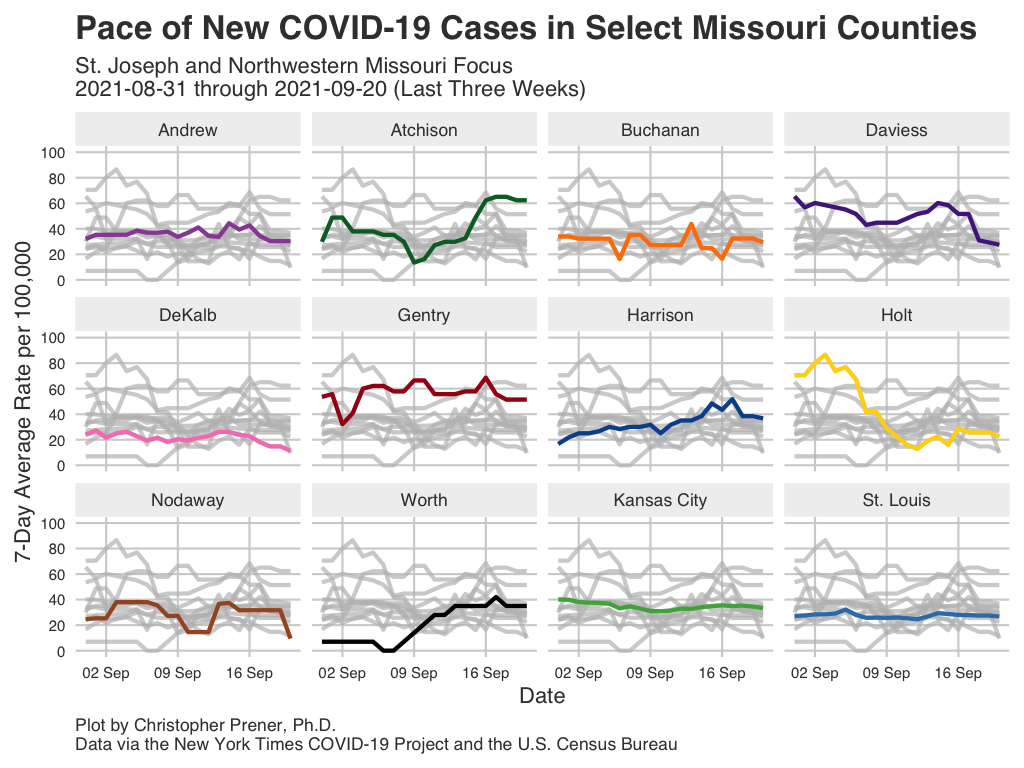 Pace of New COVID-19 Cases in Select Missouri Counties
St. Joseph and Northwestern Missouri Focus
2021-08-31 through 2021-09-20 (Last Three Weeks)
Andrew Atchison Buchanan Daviess
100
80
60
40
20
0
DeKalb Gentry Harrison Holt
100
80
60
40
20
0
Nodaway Worth Kansas City St. Louis
100
80
60
40
20
0
7-Day Average Rate per 100,000
02 Sep 09 Sep 16 Sep 02 Sep 09 Sep 16 Sep 02 Sep 09 Sep 16 Sep 02 Sep 09 Sep 16 Sep
Date
Plot by Christopher Prener, Ph.D.
Data via the New York Times COVID-19 Project and the U.S. Census Bureau